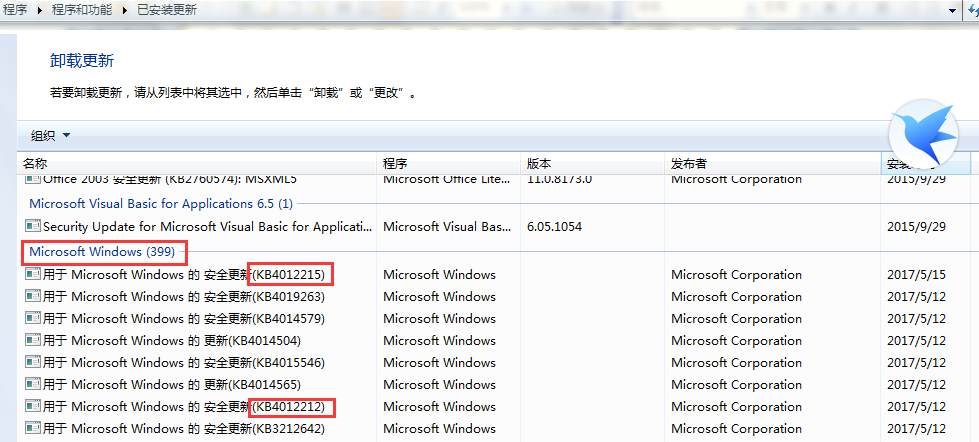 程序 ▸ 程序和功能 ▸ 已安装更新
卸载更新
若要卸载更新，请从列表中将其选中，然后单击“卸载”或“更改”。
组织
名称 程序 版本 发布者 安装
Office 2003 安全更新 (KB2760574): MSXML5 Microsoft Office Lite... 11.0.8173.0 Microsoft Corporation 2015/9/29
Microsoft Visual Basic for Applications 6.5 (1)
Security Update for Microsoft Visual Basic for Applicati... Microsoft Visual Bas... 6.05.1054 2015/9/29
Microsoft Windows (399)
用于 Microsoft Windows 的 安全更新(KB4012215) Microsoft Windows Microsoft Corporation 2017/5/15
用于 Microsoft Windows 的 安全更新(KB4019263) Microsoft Windows Microsoft Corporation 2017/5/12
用于 Microsoft Windows 的 安全更新(KB4014579) Microsoft Windows Microsoft Corporation 2017/5/12
用于 Microsoft Windows 的 更新(KB4014504) Microsoft Windows Microsoft Corporation 2017/5/12
用于 Microsoft Windows 的 安全更新(KB4015546) Microsoft Windows Microsoft Corporation 2017/5/12
用于 Microsoft Windows 的 更新(KB4014565) Microsoft Windows Microsoft Corporation 2017/5/12
用于 Microsoft Windows 的 安全更新(KB4012212) Microsoft Windows Microsoft Corporation 2017/5/12
用于 Microsoft Windows 的 安全更新(KB3212642) Microsoft Windows Microsoft Corporation 2017/5/12